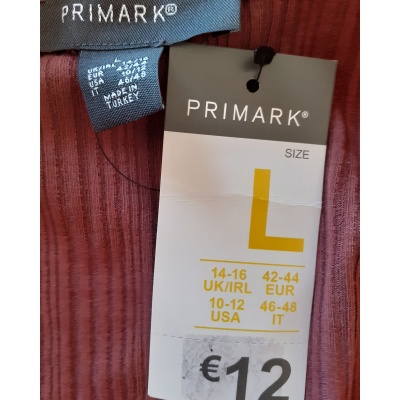 PRIMARK®
UK/IRL 14-16
EUR 42/44
USA 10/12
IT 46/48
MADE IN
TURKEY
PRIMARK®
SIZE
L
14-16 42-44
UK/IRL EUR
10-12 46-48
USA IT
€12